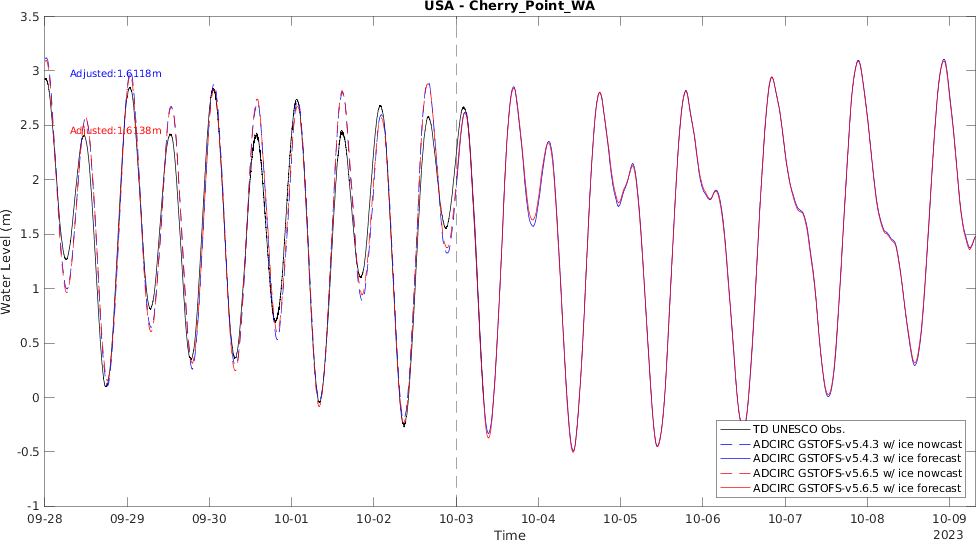 USA - Cherry_Point_WA
3.5
3
2.5
2
1.5
1
0.5
0
-0.5
-1
Water Level (m)
Adjusted:1.6118m
Adjusted:1.6138m
TD UNESCO Obs.
ADCIRC GSTOFS-v5.4.3 w/ ice nowcast
ADCIRC GSTOFS-v5.4.3 w/ ice forecast
ADCIRC GSTOFS-v5.6.5 w/ ice nowcast
ADCIRC GSTOFS-v5.6.5 w/ ice forecast
09-28 09-29 09-30 10-01 10-02 10-03 10-04 10-05 10-06 10-07 10-08 10-09
2023
Time